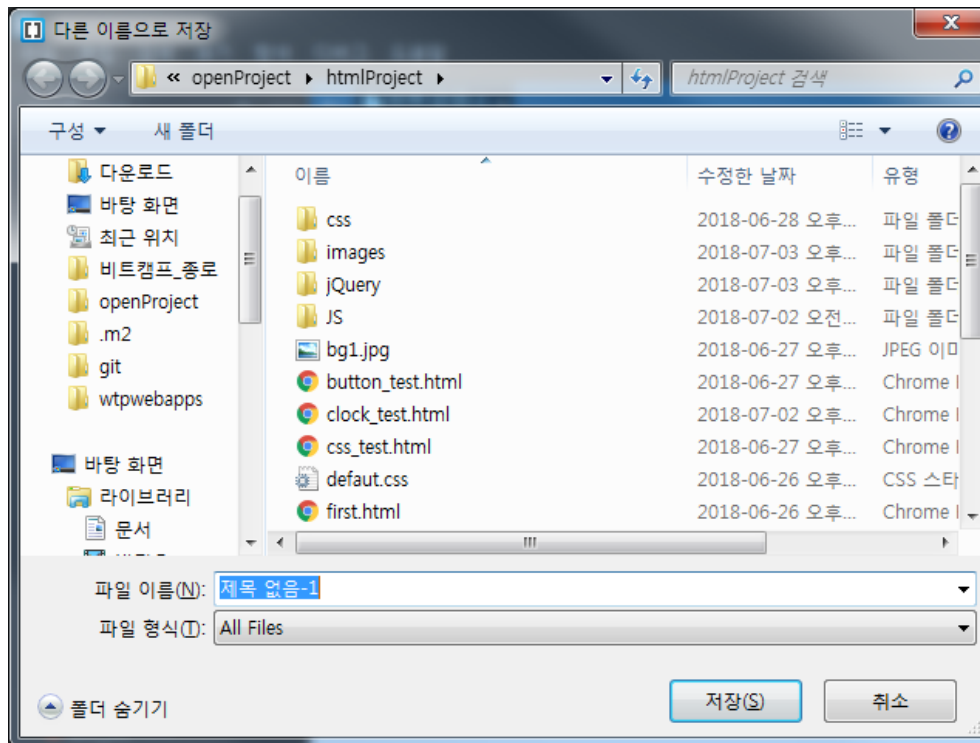 다른 이름으로 저장
« openProject ▸ htmlProject ▸
htmlProject 검색
구성 ▼ 새 폴더
다운로드
바탕 화면
최근 위치
비트캠프_종로
openProject
.m2
git
wtpwebapps
바탕 화면
라이브러리
문서
이름 수정한 날짜 유형
css 2018-06-28 오후... 파일 폴더
images 2018-07-03 오후... 파일 폴더
jQuery 2018-07-03 오후... 파일 폴더
JS 2018-07-02 오전... 파일 폴더
bg1.jpg 2018-06-27 오후... JPEG 이미
button_test.html 2018-06-27 오후... Chrome
clock_test.html 2018-07-02 오후... Chrome
css_test.html 2018-06-27 오후... Chrome
defaut.css 2018-06-26 오후... CSS 스타
first.html 2018-06-26 오후... Chrome
파일 이름(N): 제목 없음-1
파일 형식(T): All Files
폴더 숨기기
저장(S) 취소